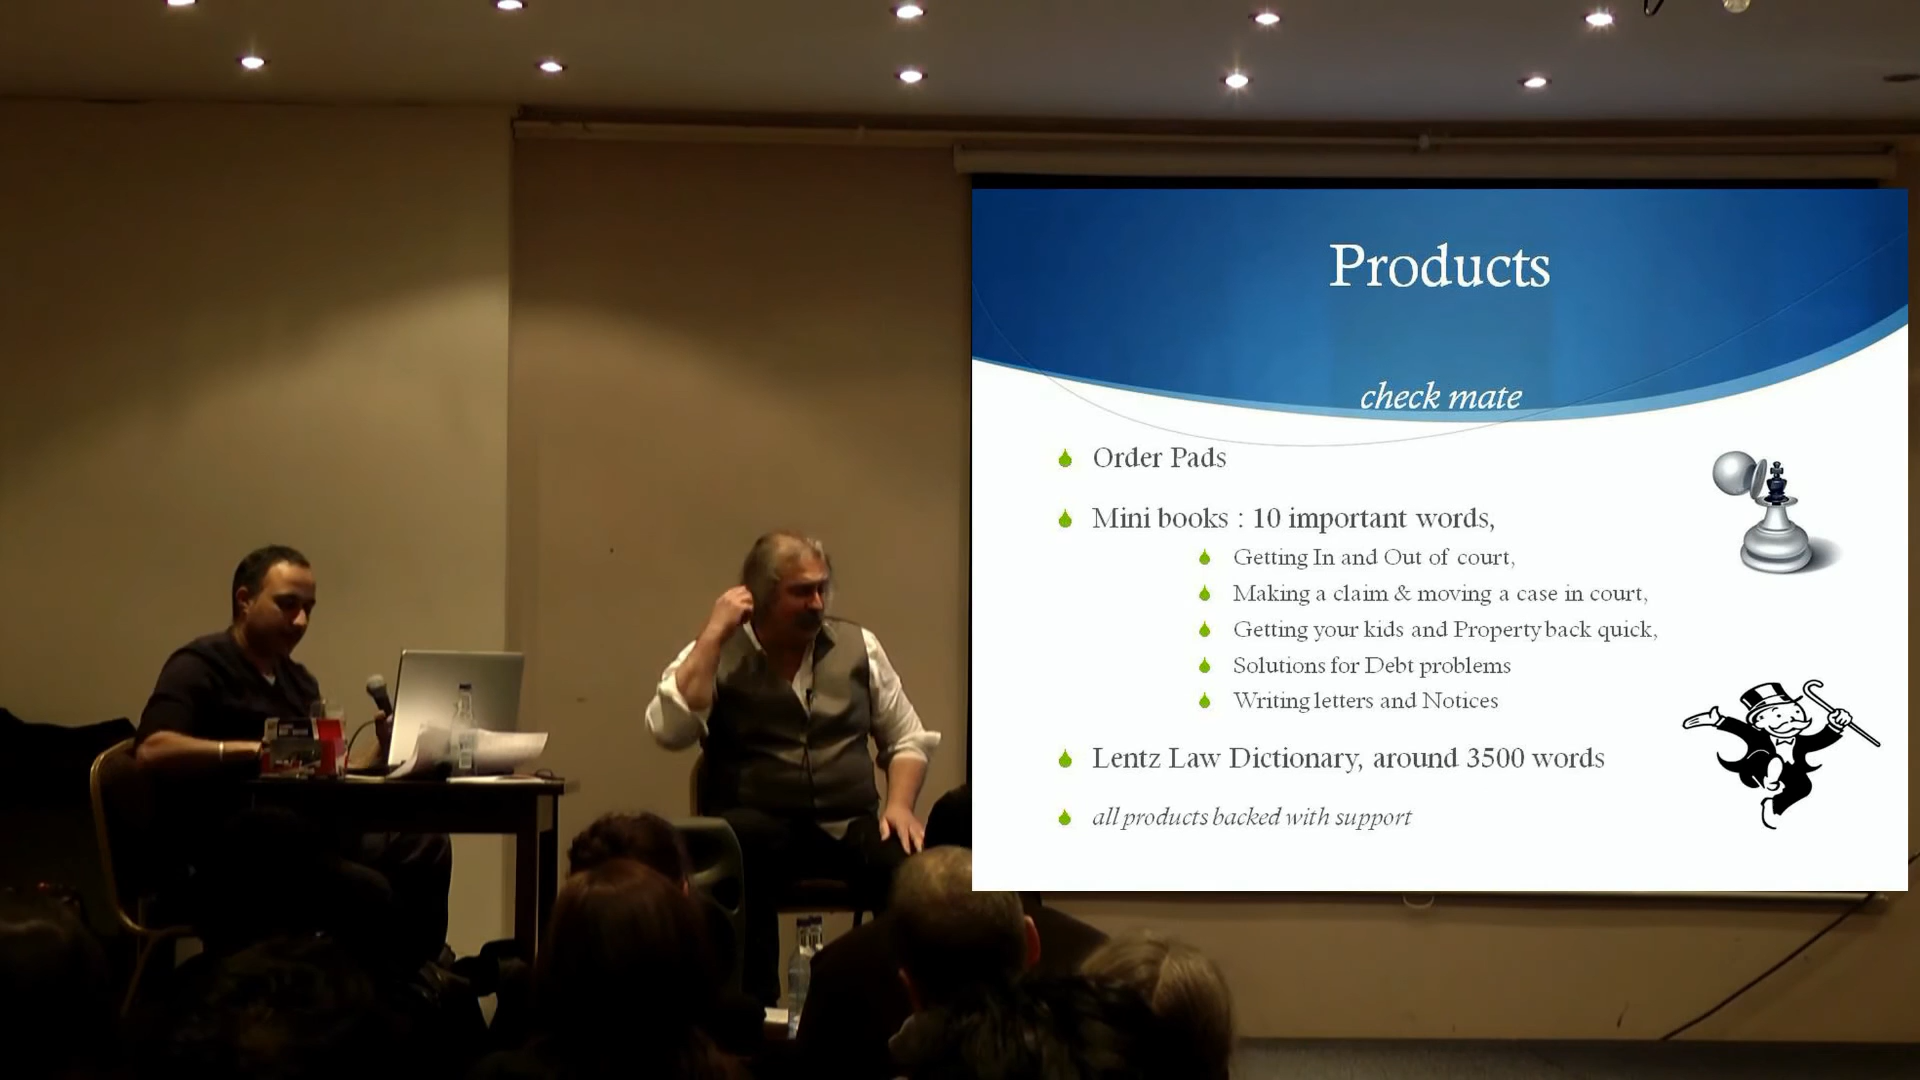 Products
check mate
Order Pads
Mini books : 10 important words,
Getting In and Out of court,
Making a claim & moving a case in court,
Getting your kids and Property back quick,
Solutions for Debt problems
Writing letters and Notices
Lentz Law Dictionary, around 3500 words
all products backed with support